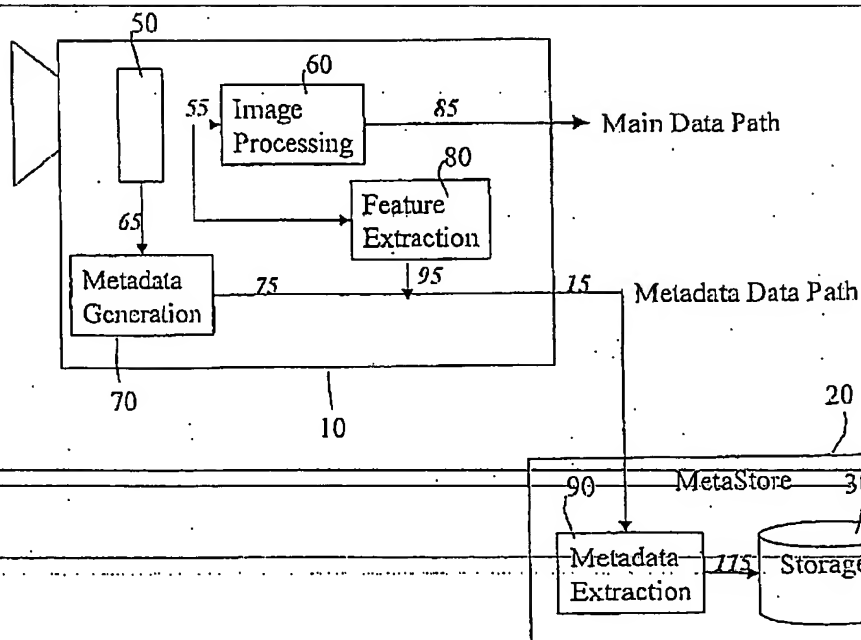 50
60
55
Image
Processing
85
Main Data Path
80
Feature
Extraction
65
95
Metadata
Generation
75
15
Metadata Data Path
70
10
20
MetaStore
90
Metadata
Extraction
115
Storage